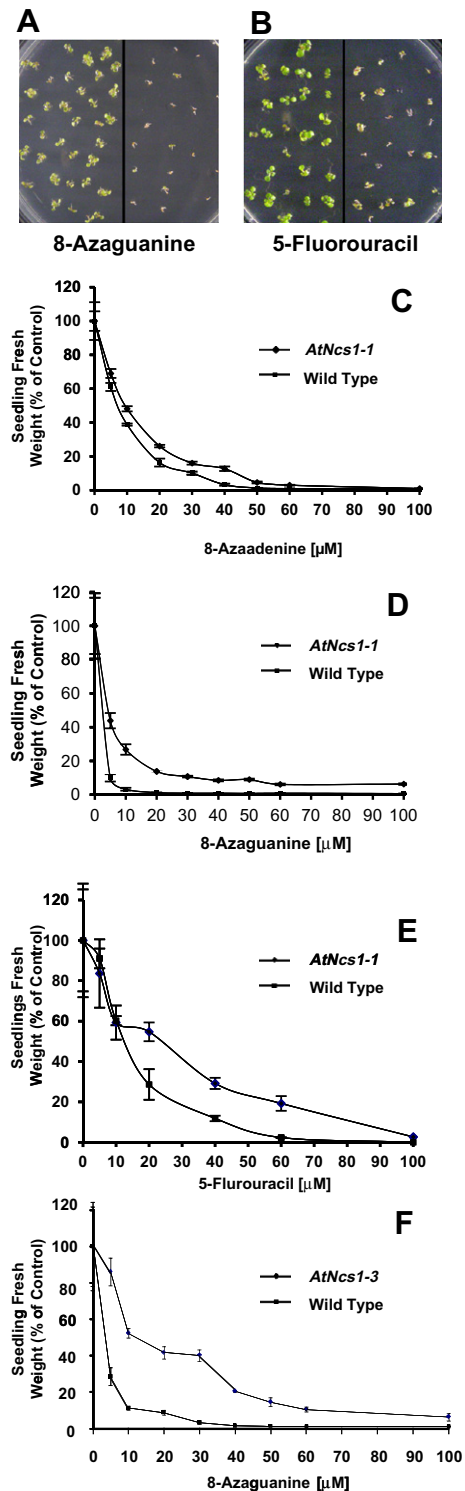 A
B
8-Azaguanine
5-Fluorouracil
C
120
100
80
60
40
20
0
Seedling Fresh
Weight (% of Control)
AtNcs1-1
Wild Type
0 10 20 30 40 50 60 70 80 90 100
8-Azaadenine [µM]
D
120
100
80
60
40
20
0
Seedling Fresh
Weight (% of Control)
AtNcs1-1
Wild Type
0 10 20 30 40 50 60 70 80 90 100
8-Azaguanine [µM]
E
120
100
80
60
40
20
0
Seedlings Fresh
Weight (% of Control)
AtNcs1-1
Wild Type
0 10 20 30 40 50 60 70 80 90 100
5-Flurouracil [µM]
F
120
100
80
60
40
20
0
Seedling Fresh
Weight (% of Control)
AtNcs1-3
Wild Type
0 10 20 30 40 50 60 70 80 90 100
8-Azaguanine [µM]